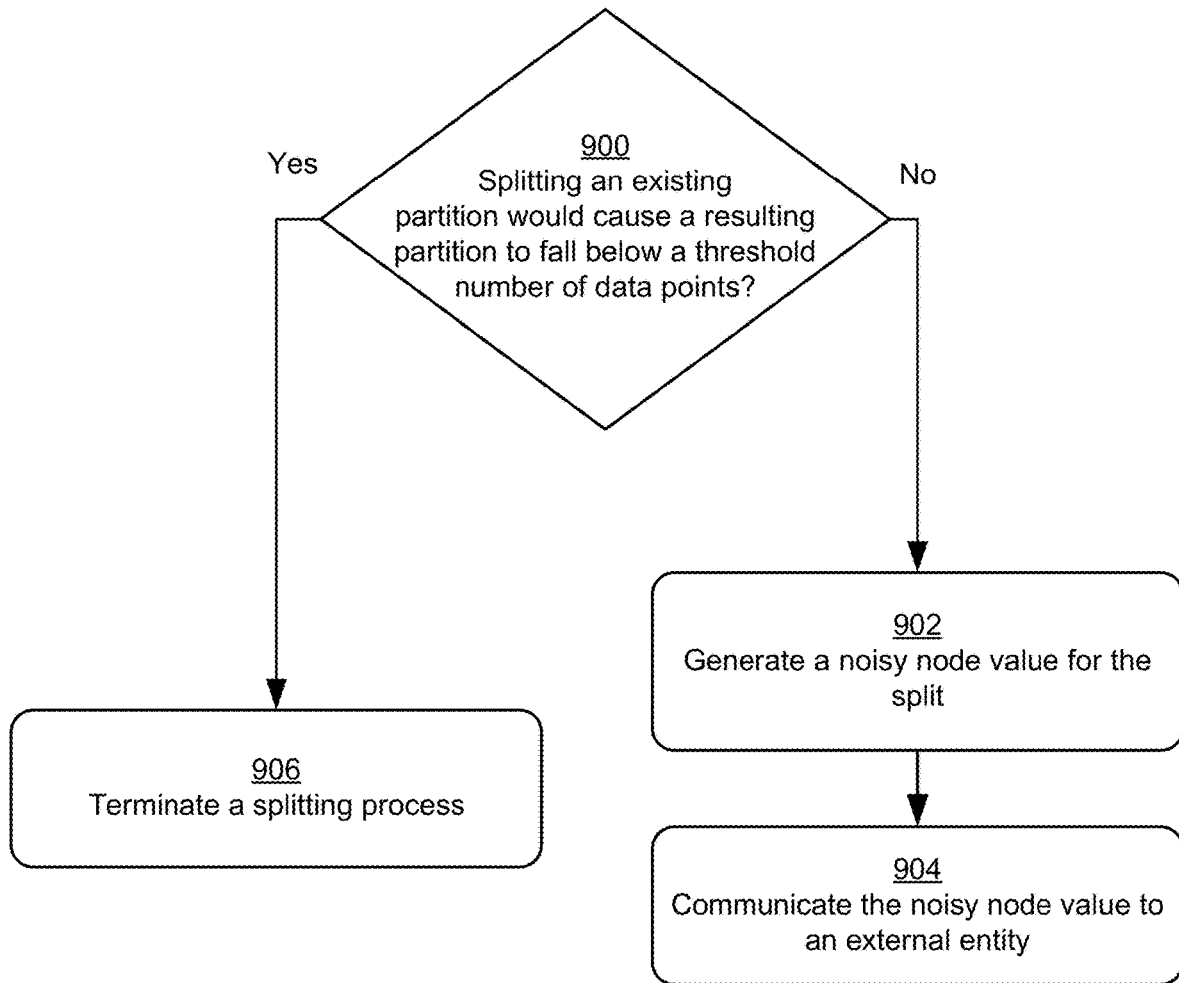 900
Yes
Splitting an existing
No
partition would cause a resulting
partition to fall below a threshold
number of data points?
902
Generate a noisy node value for the
split
906
Terminate a splitting process
904
Communicate the noisy node value to
an external entity